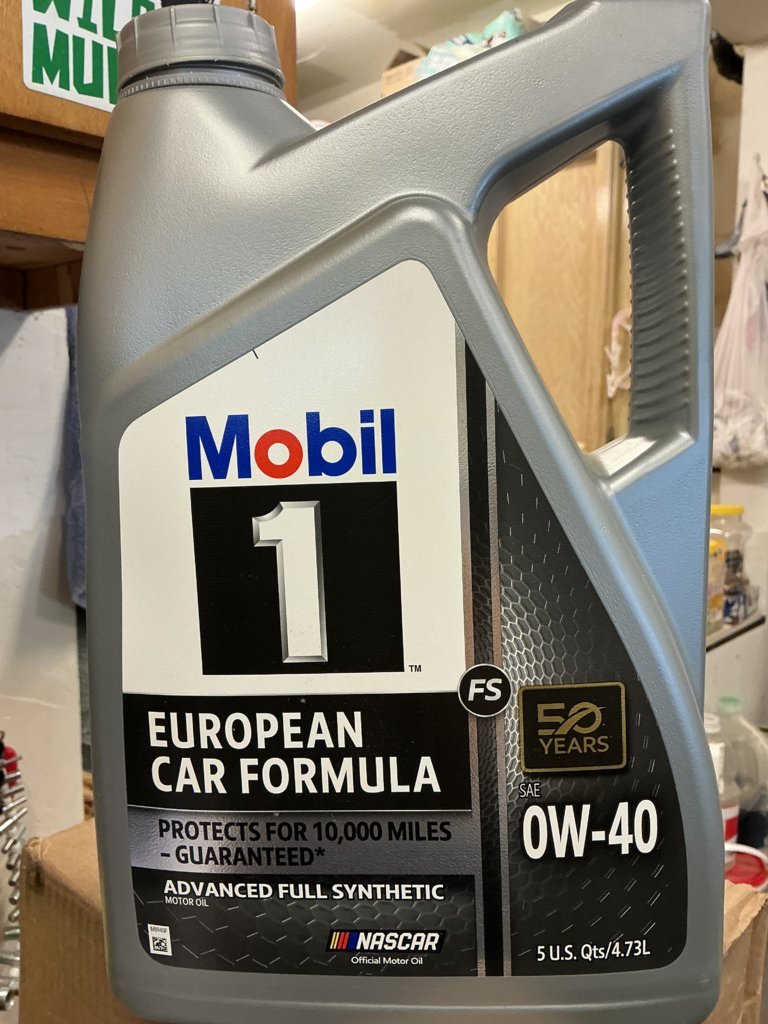 Mobil
1
TM
FS
EUROPEAN
CAR FORMULA
50
YEARS
PROTECTS FOR 10,000 MILES
– GUARANTEED*
SAE
0W-40
ADVANCED FULL SYNTHETIC
MOTOR OIL
NASCAR
Official Motor Oil
5 U.S. Qts/4.73L